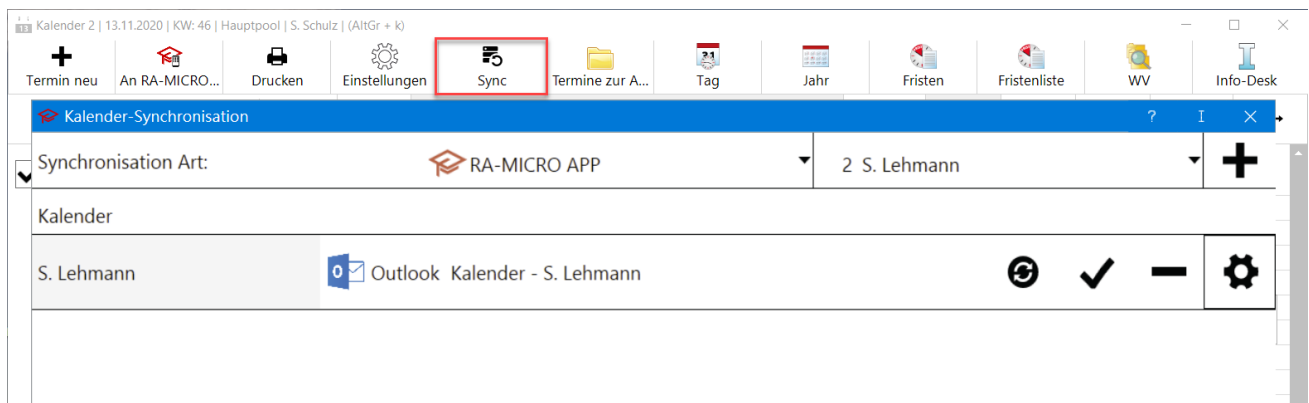 Kalender 2 | 13.11.2020 | KW: 46 | Hauptpool | S. Schulz | (AltGr + k)
Termin neu An RA-MICRO... Drucken Einstellungen Sync Termine zur A... Tag Jahr Fristen Fristenliste WV Info-Desk
Kalender-Synchronisation
Synchronisation Art: RA-MICRO APP 2 S. Lehmann
Kalender
S. Lehmann Outlook Kalender - S. Lehmann